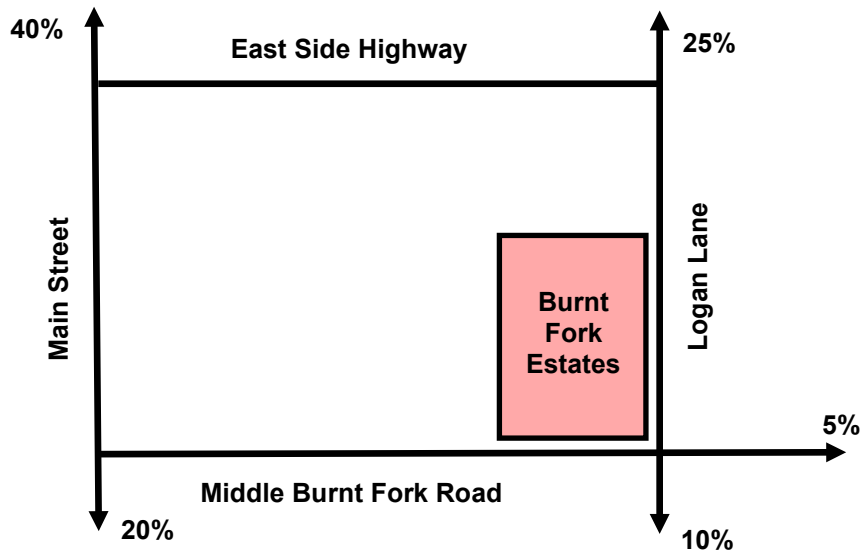 40%
25%
East Side Highway
Main Street
Logan Lane
Burnt
Fork
Estates
5%
Middle Burnt Fork Road
20%
10%